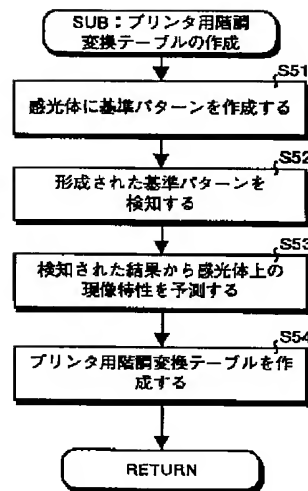 SUB：プリンタ用階調
変換テーブルの作成
S51
感光体に基準パターンを作成する
S52
形成された基準パターンを
検知する
S53
検知された結果から感光体上の
現像特性を予測する
S54
プリンタ用階調変換テーブルを作
成する
RETURN